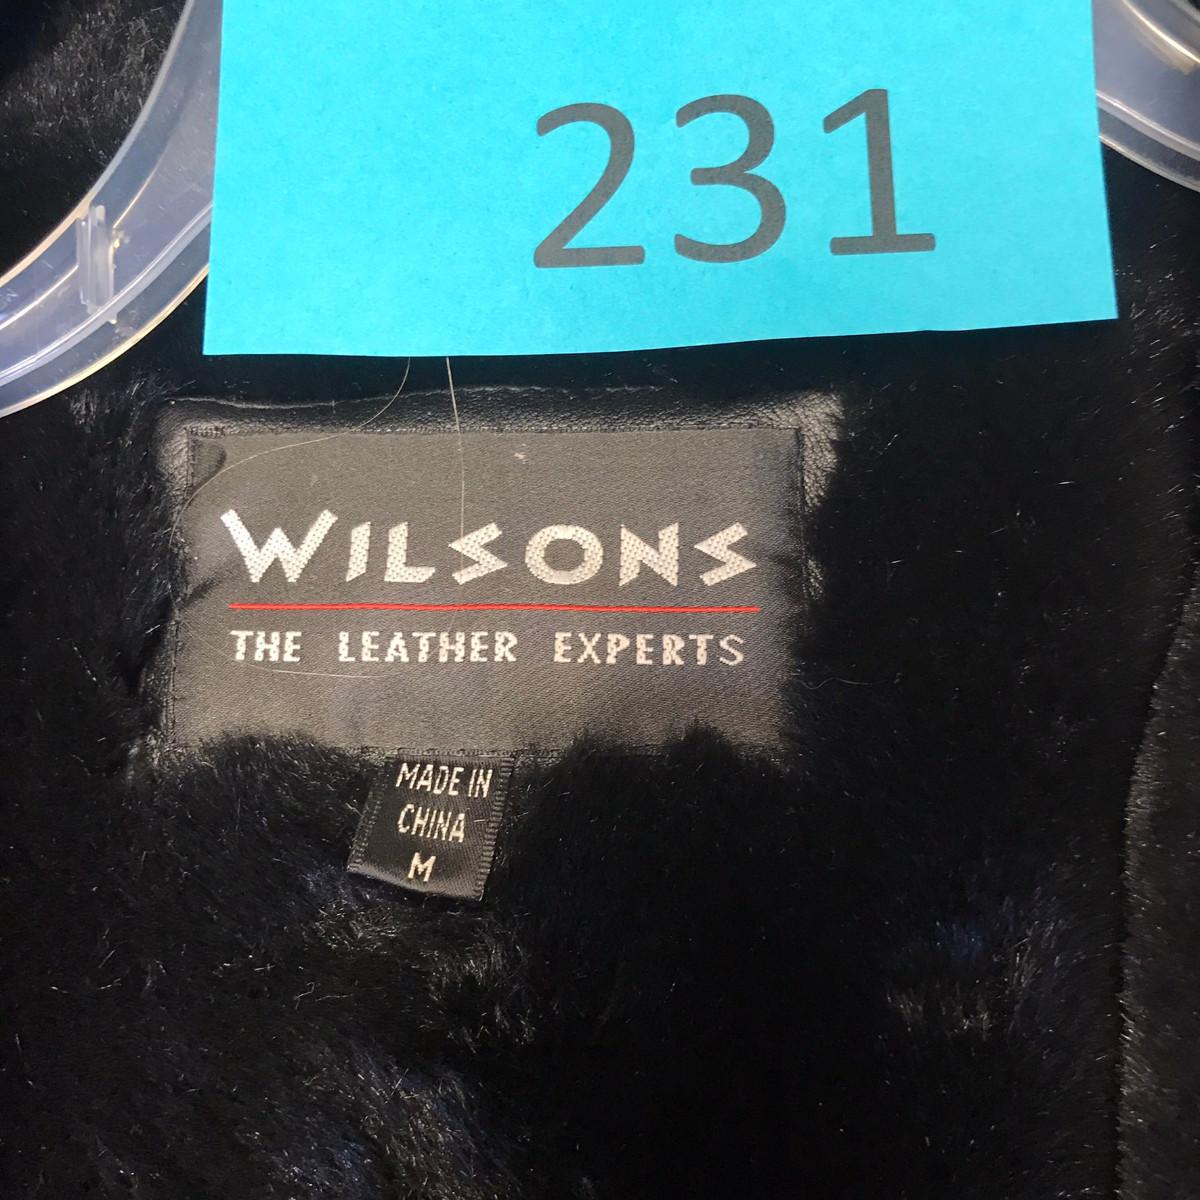 231
WILSONS
THE LEATHER EXPERTS
MADE IN
CHINA
M